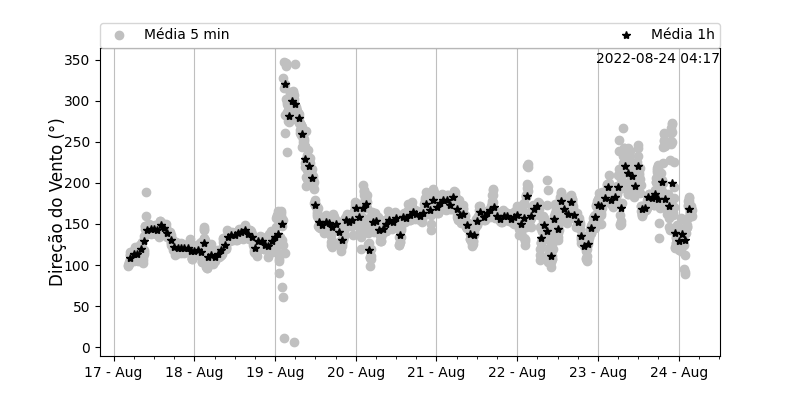 Média 5 min
Média 1h
2022-08-24 04:17
Direção do Vento (°)
350
300
250
200
150
100
50
0
17 - Aug
18 - Aug
19 - Aug
20 - Aug
21 - Aug
22 - Aug
23 - Aug
24 - Aug